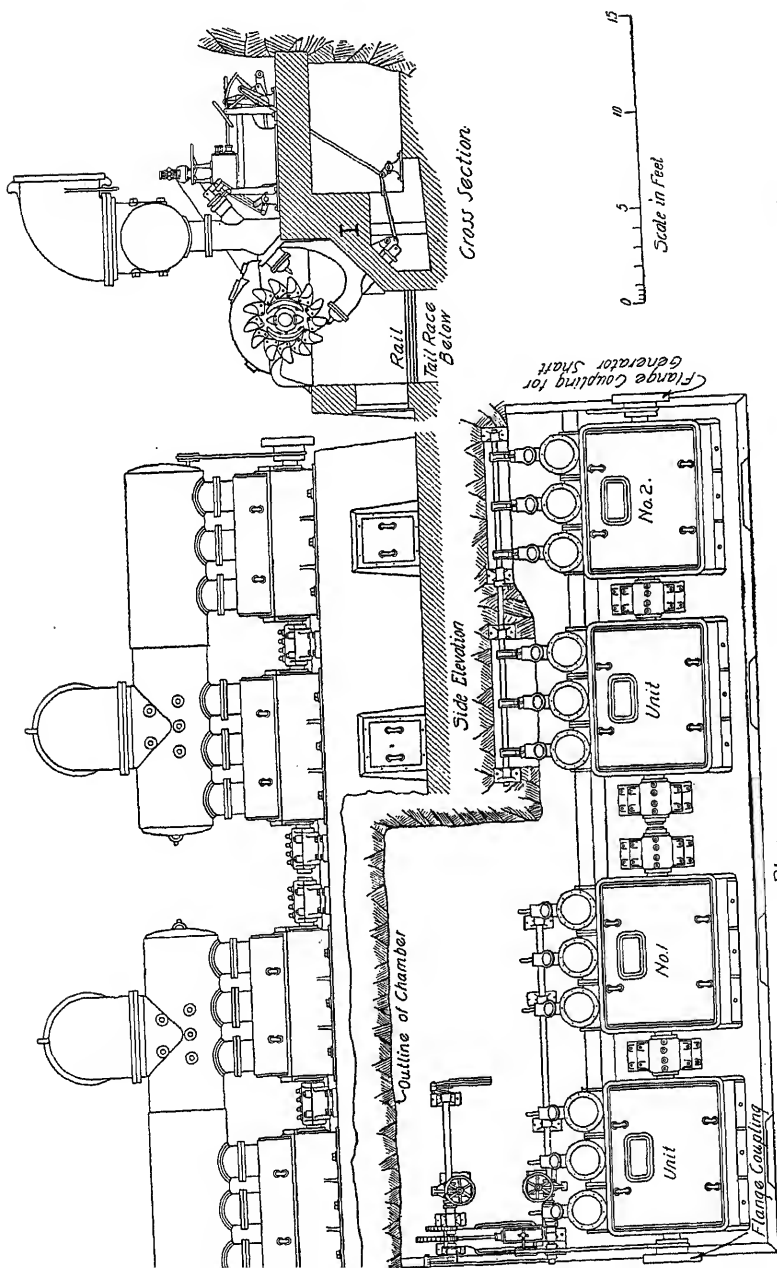 Cross Section
Rail
Tail Race
Below
0 5 10 15
Scale in Feet
Side Elevation
Outline of Chamber
Flange Coupling for
Generator Shaft
Unit
No.1
Unit
No.2.
Flange Coupling